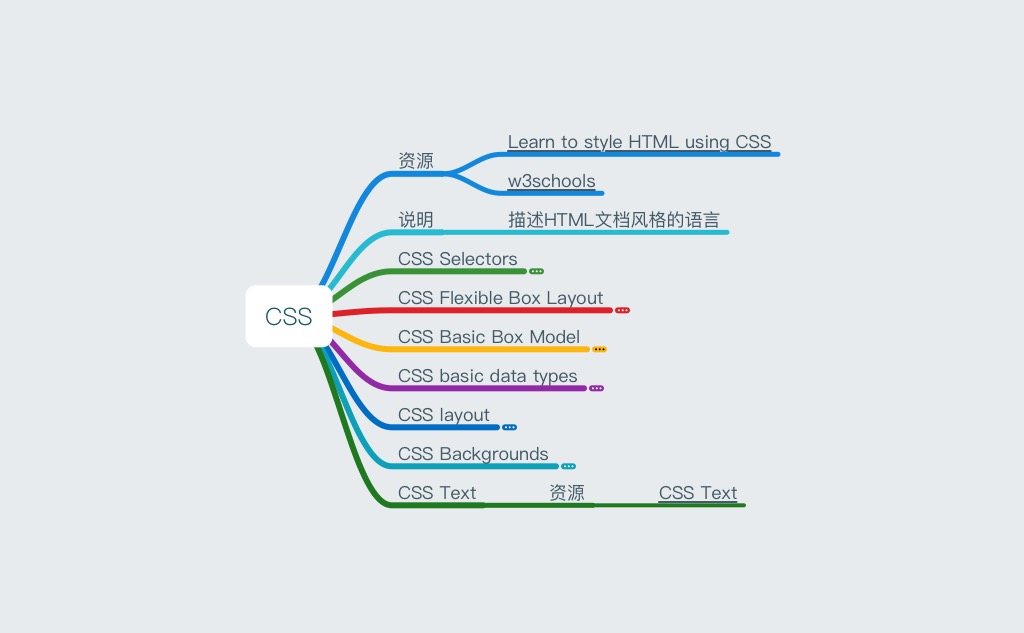 Learn to style HTML using CSS
资源
w3schools
说明 描述HTML文档风格的语言
CSS Selectors
CSS Flexible Box Layout
CSS
CSS Basic Box Model
CSS basic data types
CSS layout
CSS Backgrounds
CSS Text 资源 CSS Text